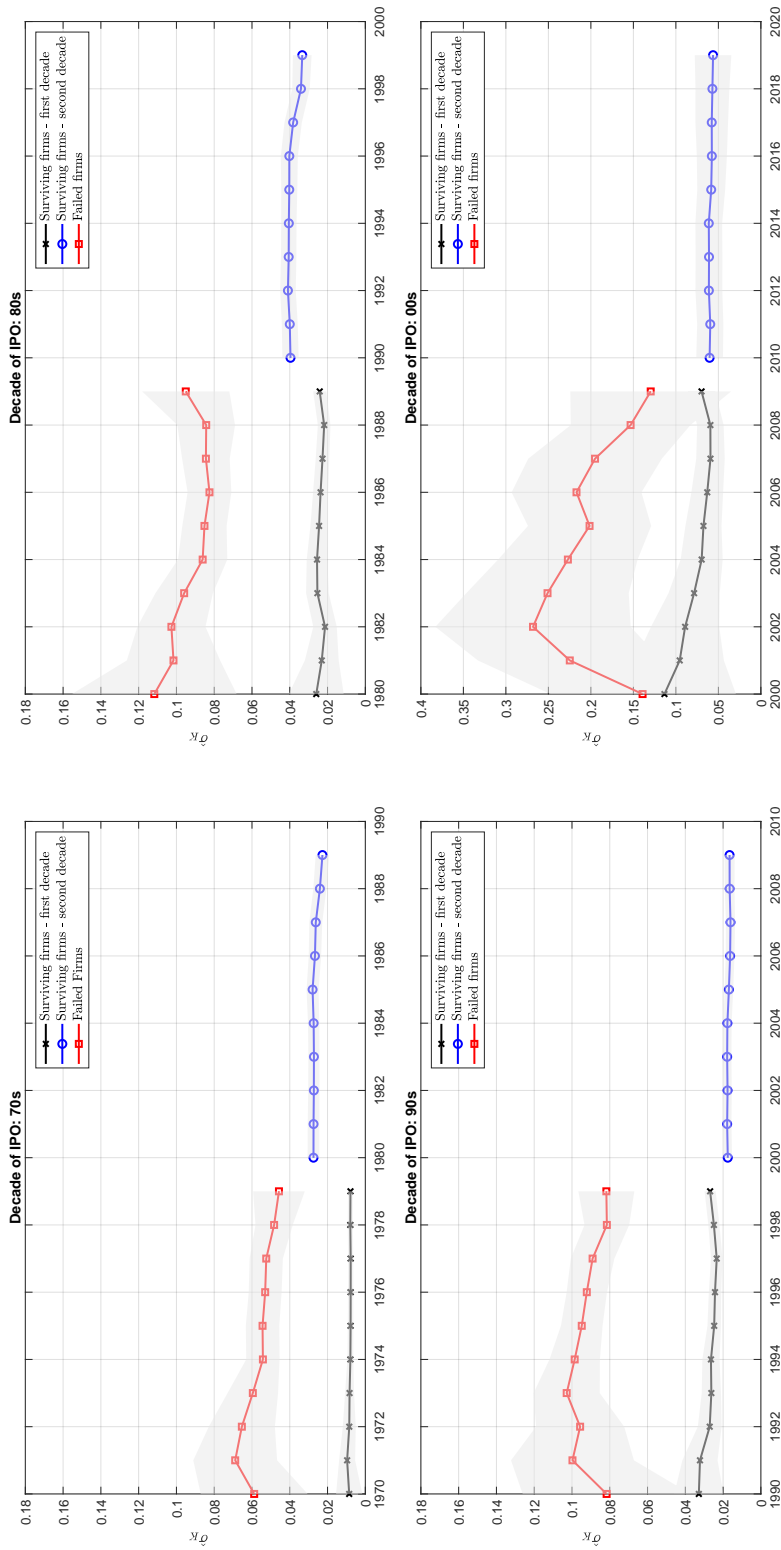 Decade of IPO: 70s
Surviving firms - first decade
Surviving firms - second decade
Failed Firms
σ̂_K
0.18
0.16
0.14
0.12
0.1
0.08
0.06
0.04
0.02
0
1970 1972 1974 1976 1978 1980 1982 1984 1986 1988 1990
Decade of IPO: 80s
Surviving firms - first decade
Surviving firms - second decade
Failed firms
σ̂_K
0.18
0.16
0.14
0.12
0.1
0.08
0.06
0.04
0.02
0
1980 1982 1984 1986 1988 1990 1992 1994 1996 1998 2000
Decade of IPO: 90s
Surviving firms - first decade
Surviving firms - second decade
Failed firms
σ̂_K
0.18
0.16
0.14
0.12
0.1
0.08
0.06
0.04
0.02
0
1990 1992 1994 1996 1998 2000 2002 2004 2006 2008 2010
Decade of IPO: 00s
Surviving firms - first decade
Surviving firms - second decade
Failed firms
σ̂_K
0.4
0.35
0.3
0.25
0.2
0.15
0.1
0.05
0
2000 2002 2004 2006 2008 2010 2012 2014 2016 2018 2020